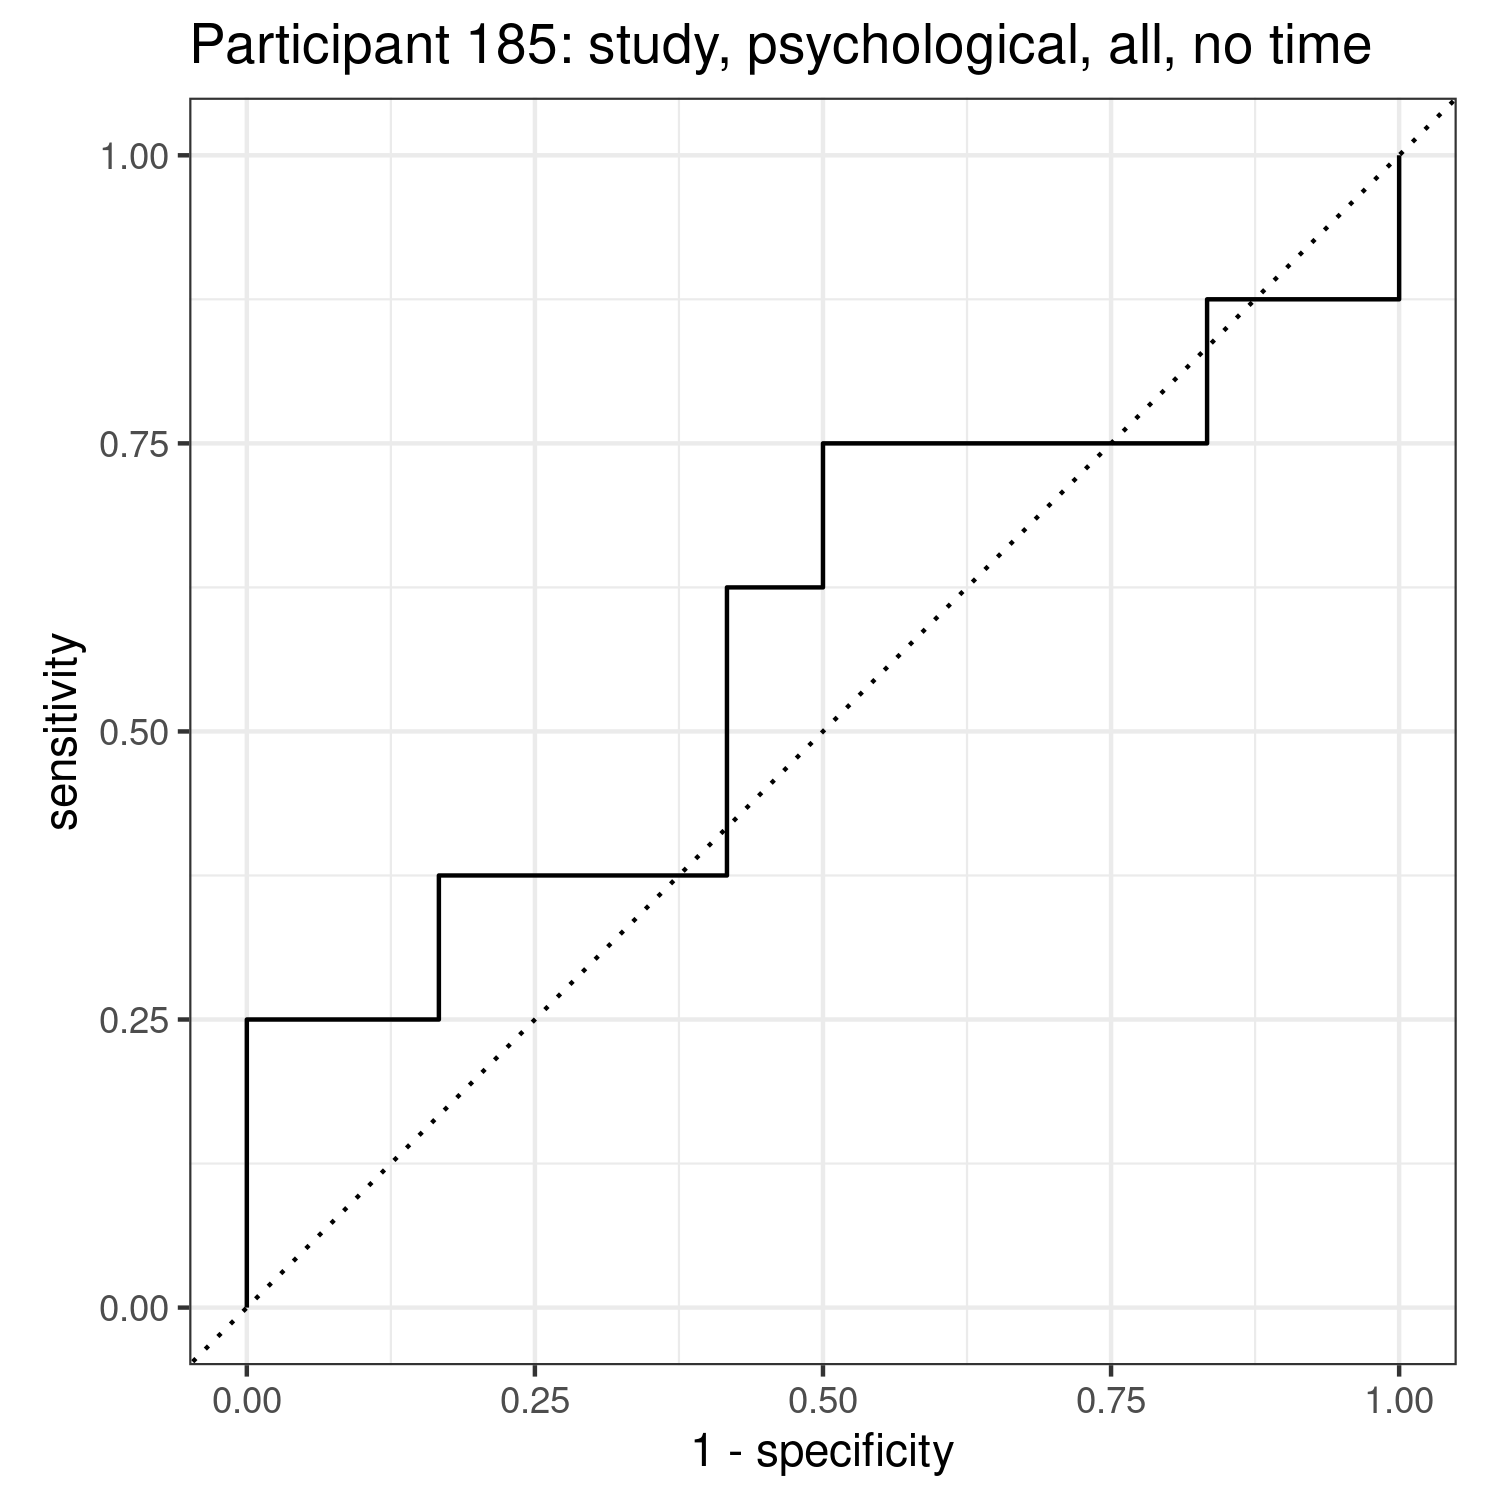 Participant 185: study, psychological, all, no time
1.00
0.75
0.50
0.25
0.00
sensitivity
0.00 0.25 0.50 0.75 1.00
1 - specificity